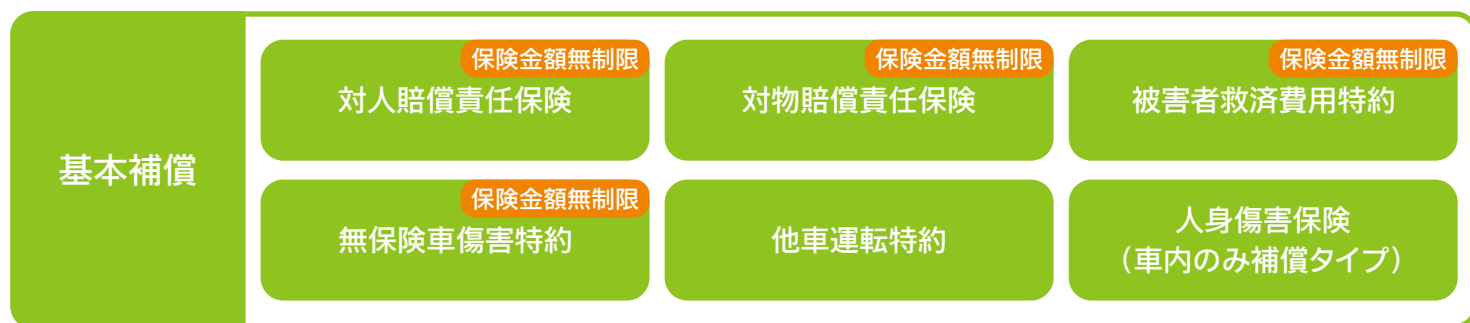 基本補償
保険金額無制限
対人賠償責任保険
保険金額無制限
対物賠償責任保険
保険金額無制限
被害者救済費用特約
保険金額無制限
無保険車傷害特約
他車運転特約
人身傷害保険
（車内のみ補償タイプ）